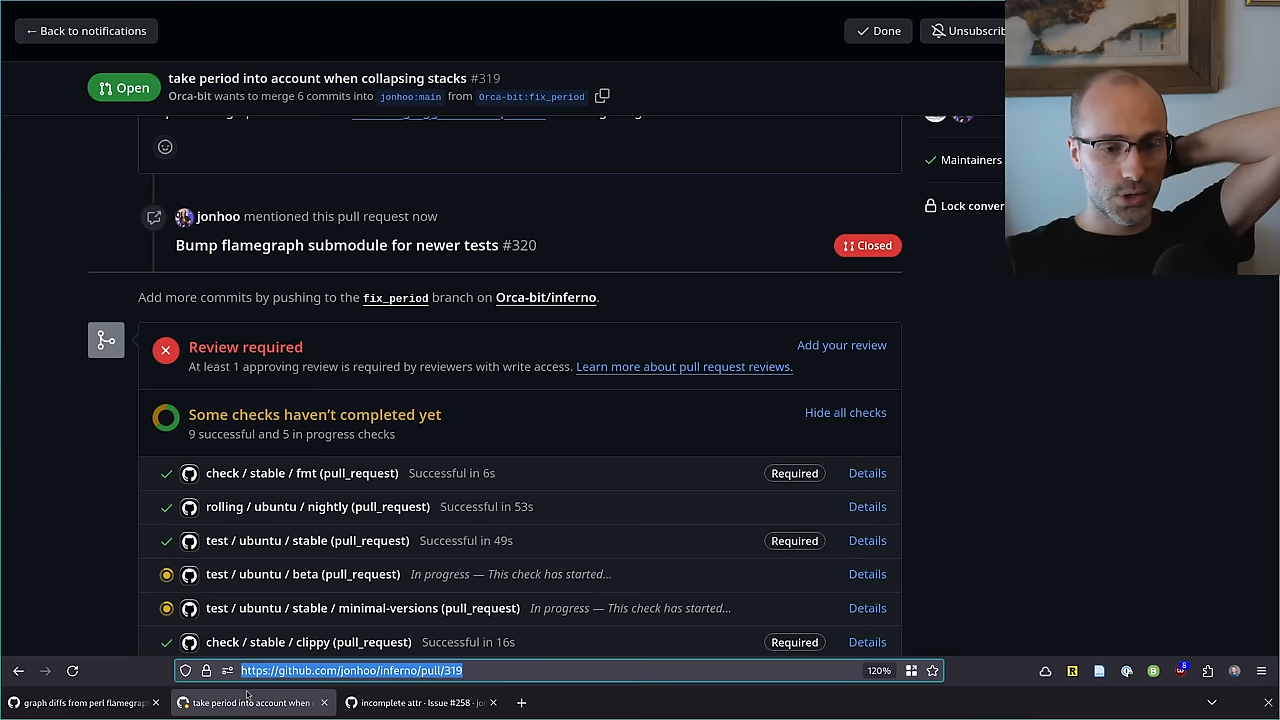 ← Back to notifications
Done
Unsubscrib
Open
take period into account when collapsing stacks #319
Orca-bit wants to merge 6 commits into jonhoo:main from Orca-bit:fix_period
Maintainers
jonhoo mentioned this pull request now
Bump flamegraph submodule for newer tests #320
Closed
Lock conver
Add more commits by pushing to the fix_period branch on Orca-bit/inferno.
Review required
Add your review
At least 1 approving review is required by reviewers with write access. Learn more about pull request reviews.
Some checks haven’t completed yet
Hide all checks
9 successful and 5 in progress checks
check / stable / fmt (pull_request) Successful in 6s Required Details
rolling / ubuntu / nightly (pull_request) Successful in 53s Details
test / ubuntu / stable (pull_request) Successful in 49s Required Details
test / ubuntu / beta (pull_request) In progress — This check has started... Details
test / ubuntu / stable / minimal-versions (pull_request) In progress — This check has started... Details
check / stable / clippy (pull_request) Successful in 16s Required Details
https://github.com/jonhoo/inferno/pull/319
120%
8
graph diffs from perl flamegrap
take period into account when
incomplete attr · Issue #258 · jon